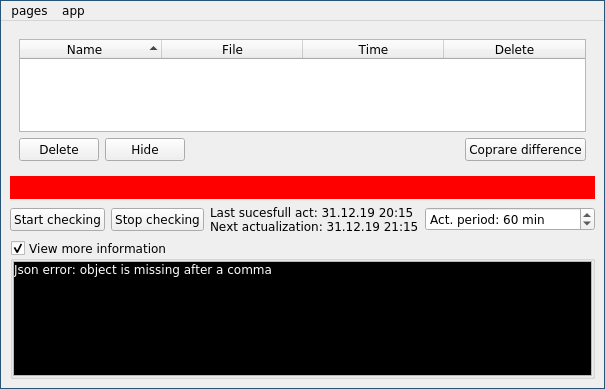 pages app
Name File Time Delete
Delete Hide Coprare difference
Start checking Stop checking Last sucesfull act: 31.12.19 20:15 Act. period: 60 min
Next actualization: 31.12.19 21:15
View more information
Json error: object is missing after a comma